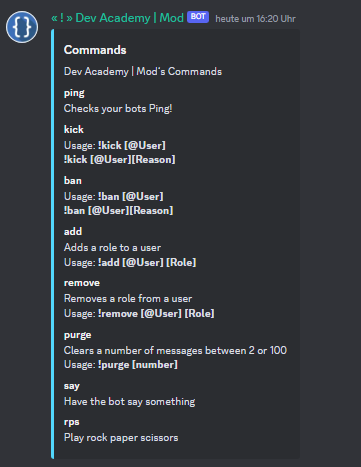 {}
« ! » Dev Academy | Mod BOT heute um 16:20 Uhr
Commands
Dev Academy | Mod's Commands
ping
Checks your bots Ping!
kick
Usage: !kick [@User]
!kick [@User][Reason]
ban
Usage: !ban [@User]
!ban [@User][Reason]
add
Adds a role to a user
Usage: !add [@User] [Role]
remove
Removes a role from a user
Usage: !remove [@User] [Role]
purge
Clears a number of messages between 2 or 100
Usage: !purge [number]
say
Have the bot say something
rps
Play rock paper scissors